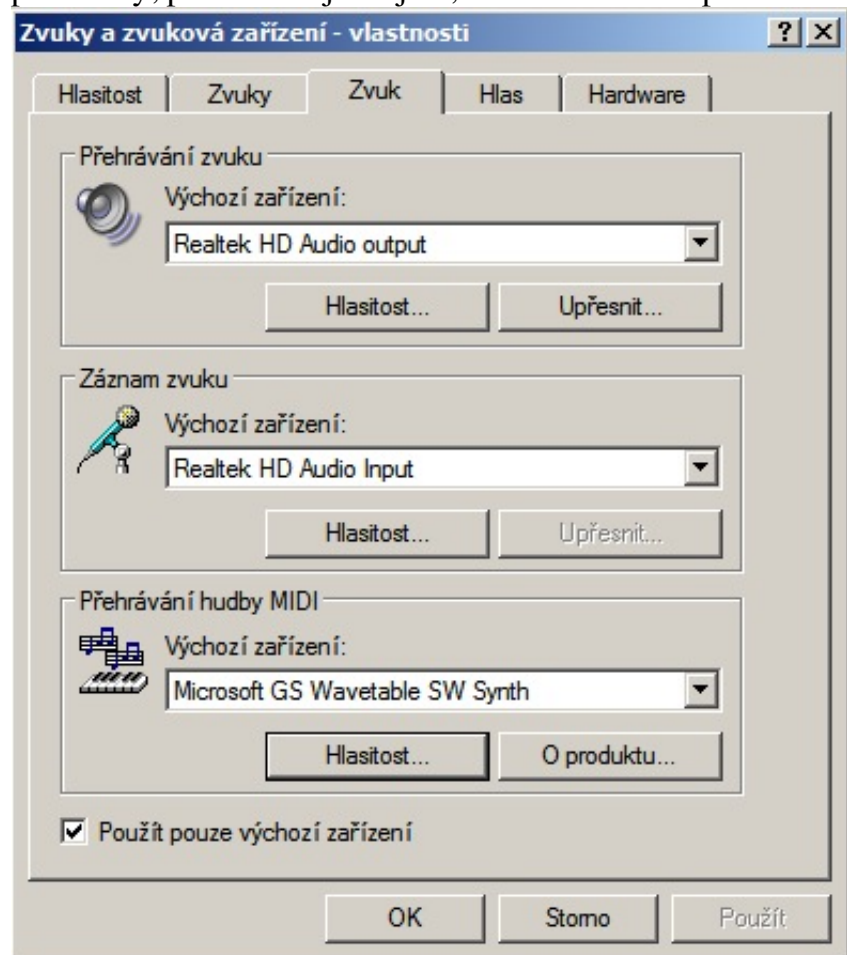 Zvuky a zvuková zařízení - vlastnosti
Hlasitost Zvuky Zvuk Hlas Hardware
Přehrávání zvuku
Výchozí zařízení:
Realtek HD Audio output
Hlasitost... Upřesnit...
Záznam zvuku
Výchozí zařízení:
Realtek HD Audio Input
Hlasitost... Upřesnit...
Přehrávání hudby MIDI
Výchozí zařízení:
Microsoft GS Wavetable SW Synth
Hlasitost... O produktu...
Použít pouze výchozí zařízení
OK Storno Použít